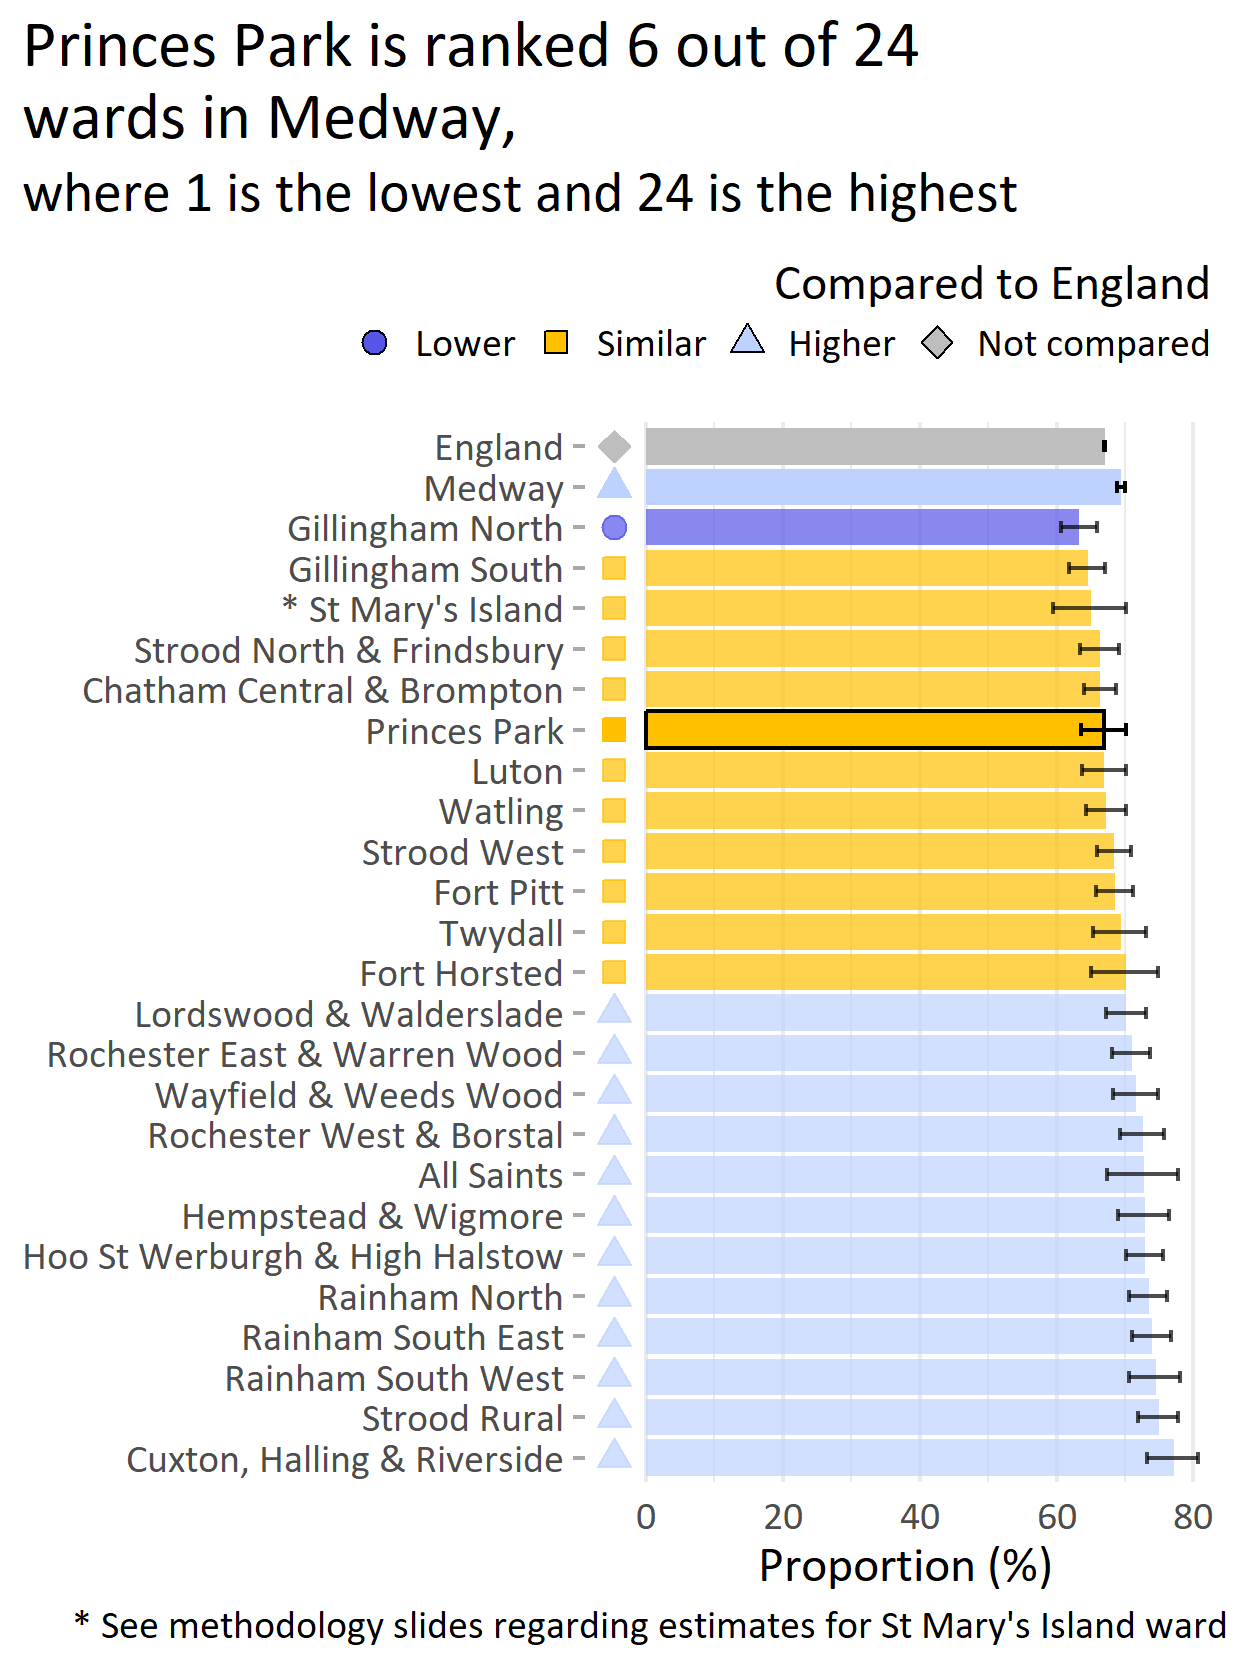 Princes Park is ranked 6 out of 24
wards in Medway,
where 1 is the lowest and 24 is the highest
Compared to England
Lower Similar Higher Not compared
England
Medway
Gillingham North
Gillingham South
* St Mary's Island
Strood North & Frindsbury
Chatham Central & Brompton
Princes Park
Luton
Watling
Strood West
Fort Pitt
Twydall
Fort Horsted
Lordswood & Walderslade
Rochester East & Warren Wood
Wayfield & Weeds Wood
Rochester West & Borstal
All Saints
Hempstead & Wigmore
Hoo St Werburgh & High Halstow
Rainham North
Rainham South East
Rainham South West
Strood Rural
Cuxton, Halling & Riverside
0 20 40 60 80
Proportion (%)
* See methodology slides regarding estimates for St Mary's Island ward